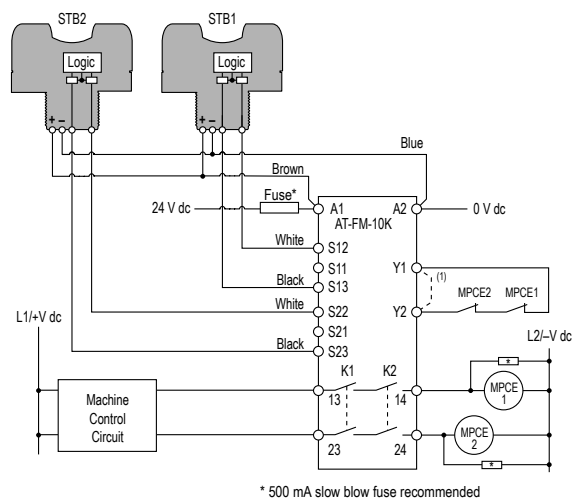 STB2 STB1
Logic Logic
+ – + –
Blue
Brown
Fuse*
24 V dc A1 A2 0 V dc
AT-FM-10K
White S12
S11 Y1 (1)
Black S13 MPCE2 MPCE1
White S22 Y2
L1/+V dc S21 L2/–V dc
Black S23
K1 K2 *
Machine 13 14 MPCE
Control 1
Circuit MPCE
23 24 2
*
* 500 mA slow blow fuse recommended